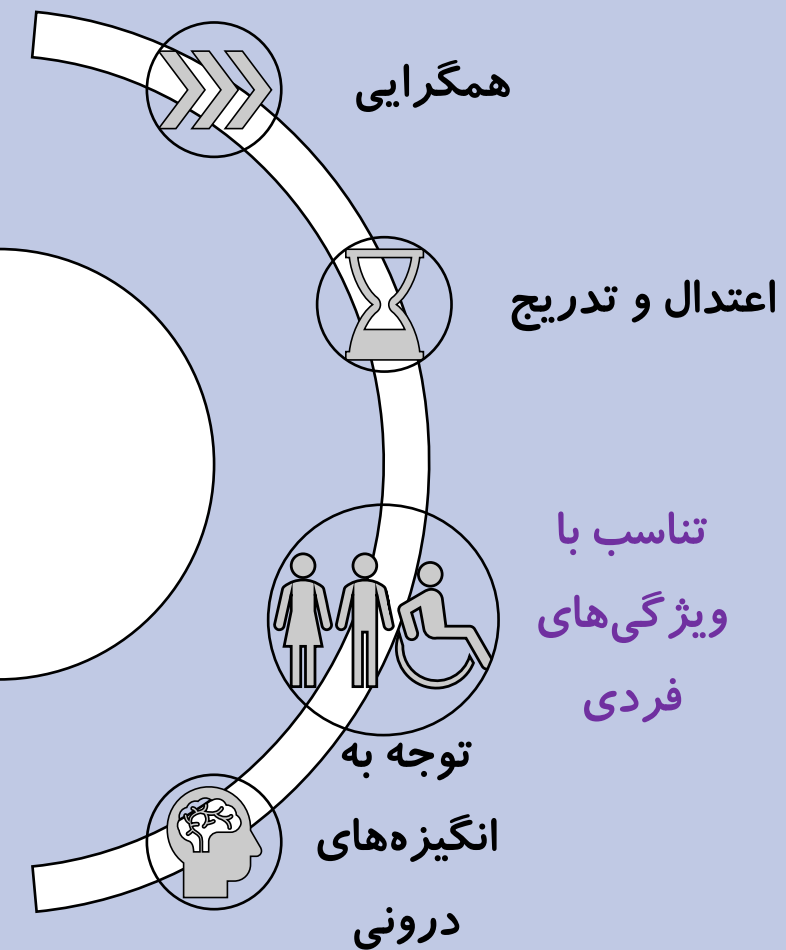 همگرایی
اعتدال و تدریج
تناسب با
ویژگی‌های
فردی
توجه به
انگیزه‌های
درونی